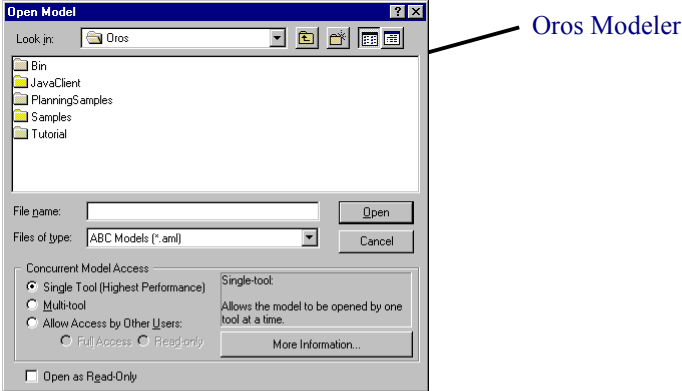 Open Model
Oros Modeler
Look in: Oros
Bin
JavaClient
PlanningSamples
Samples
Tutorial
File name: Open
Files of type: ABC Models (*.aml) Cancel
Concurrent Model Access
Single Tool (Highest Performance)
Multi-tool
Allow Access by Other Users:
Full Access Read-only
Single-tool:
Allows the model to be opened by one
tool at a time.
More Information...
Open as Read-Only